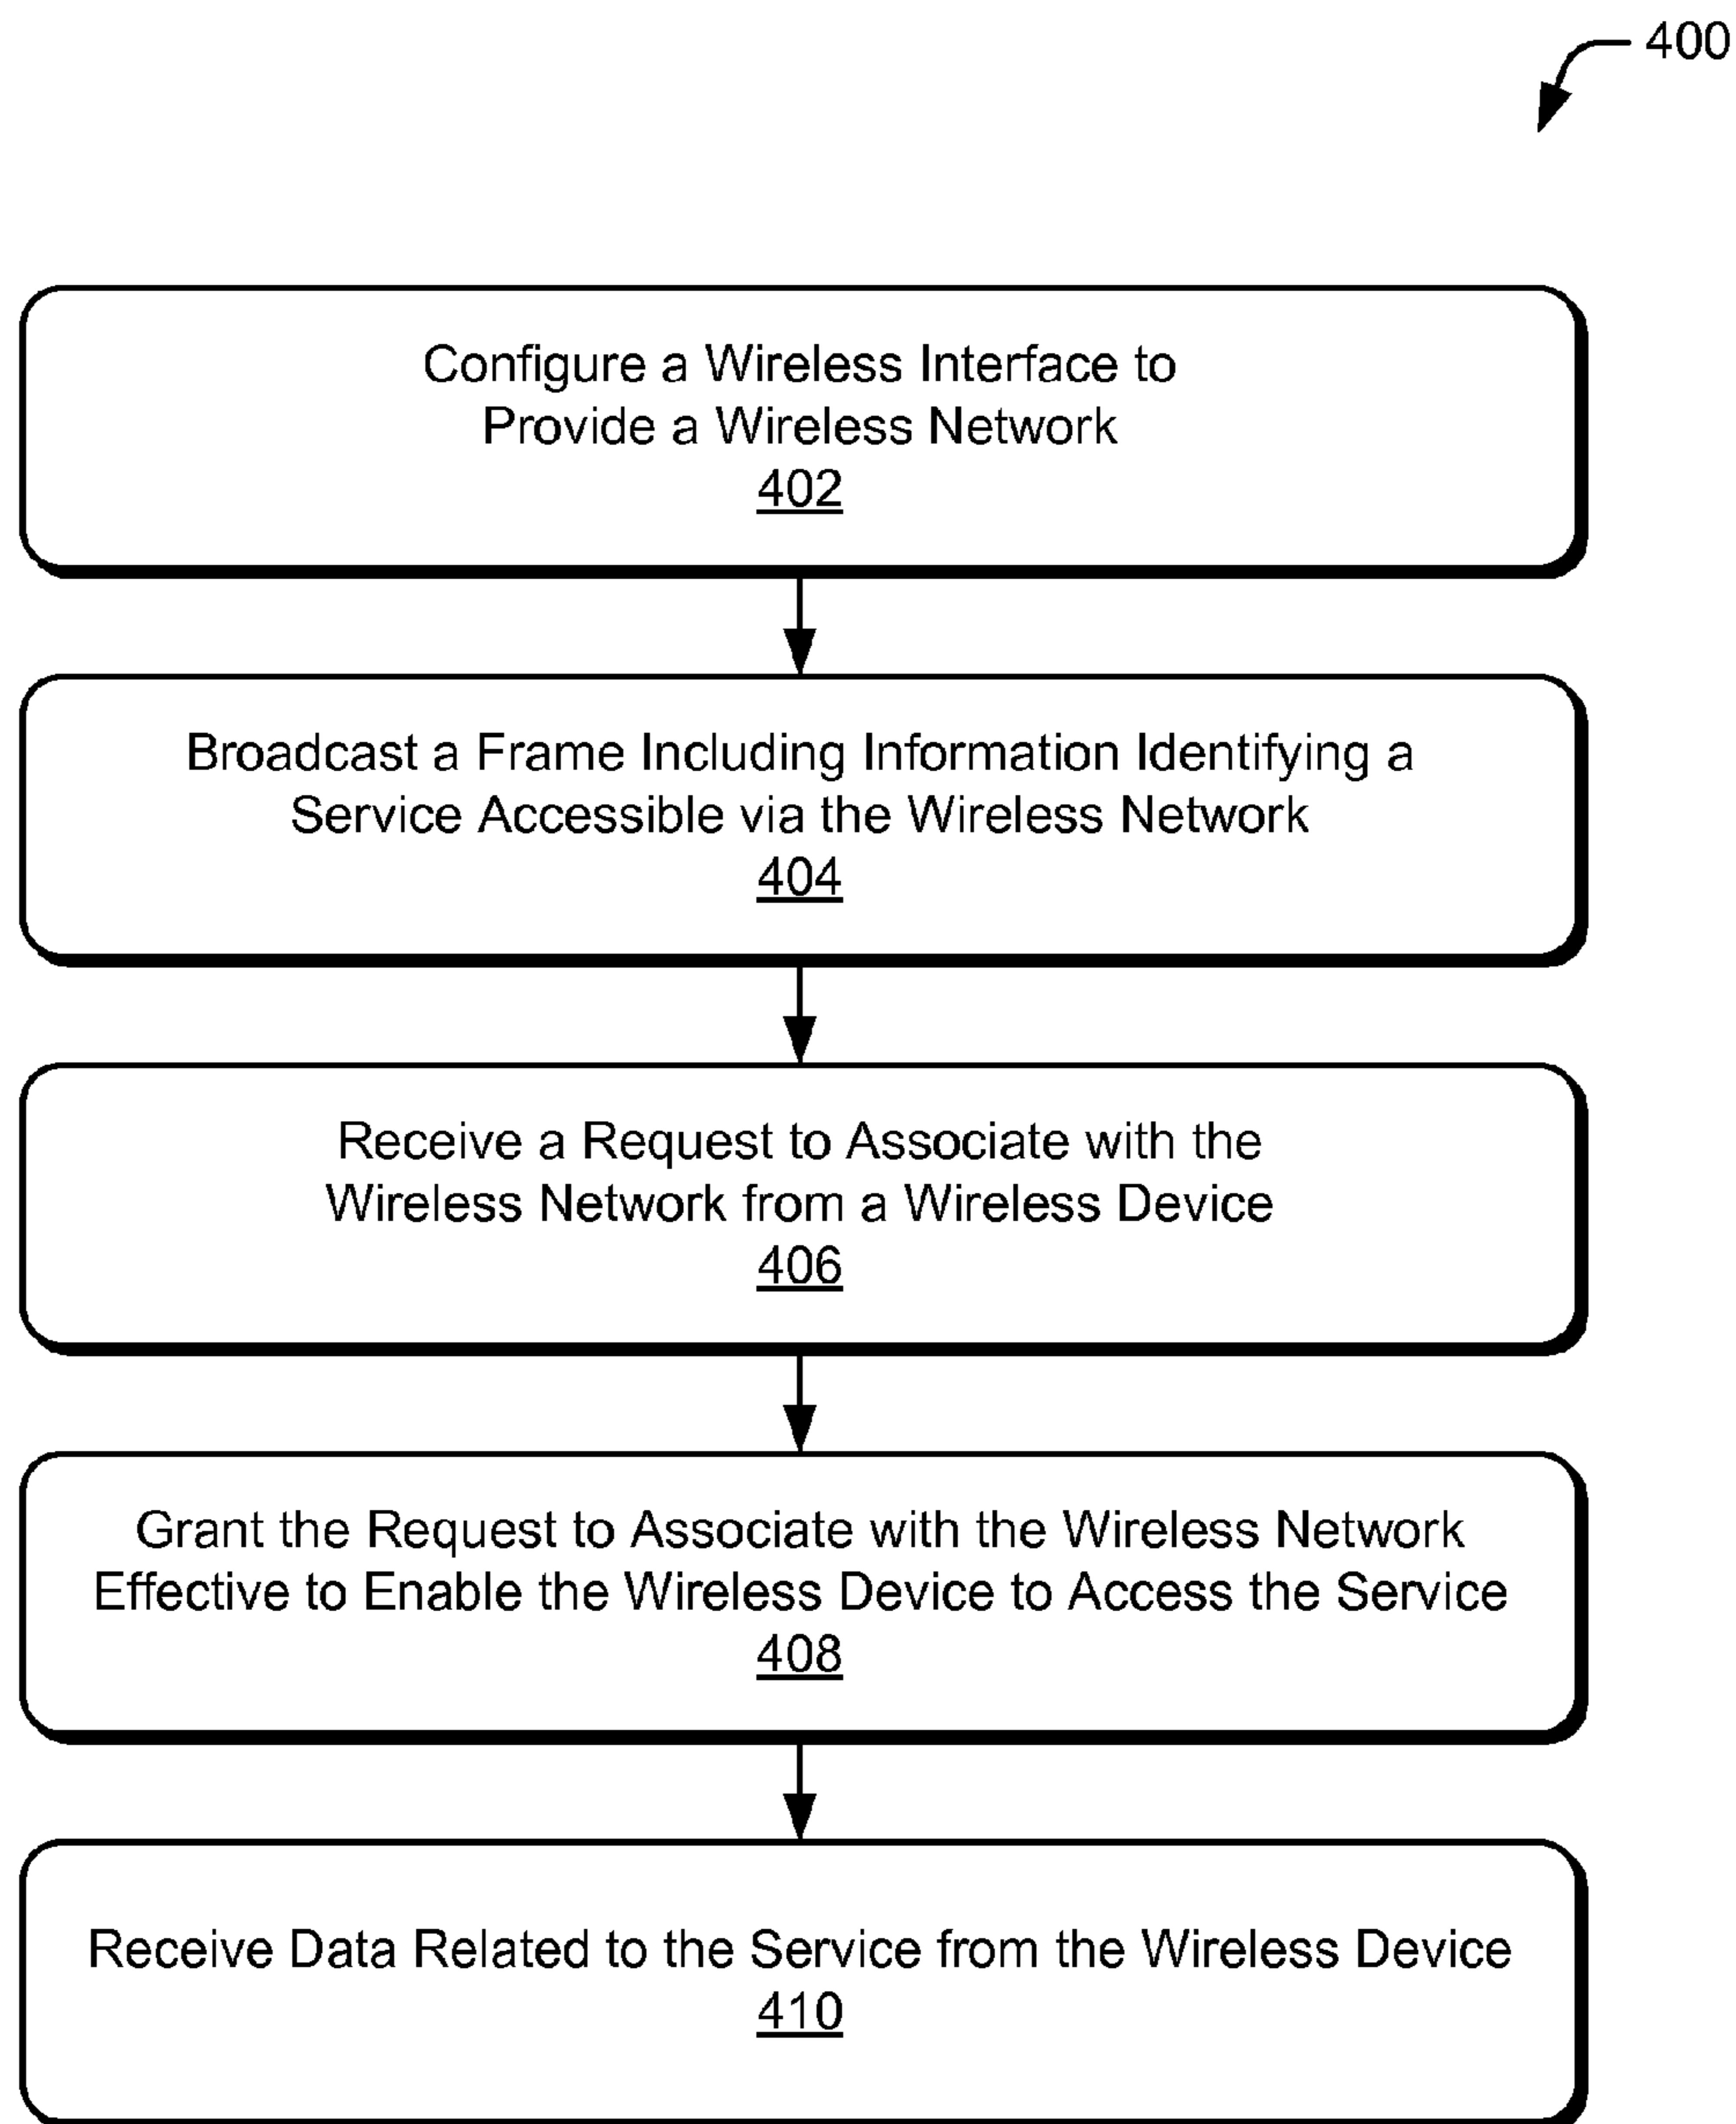 400
Configure a Wireless Interface to
Provide a Wireless Network
402
Broadcast a Frame Including Information Identifying a
Service Accessible via the Wireless Network
404
Receive a Request to Associate with the
Wireless Network from a Wireless Device
406
Grant the Request to Associate with the Wireless Network
Effective to Enable the Wireless Device to Access the Service
408
Receive Data Related to the Service from the Wireless Device
410